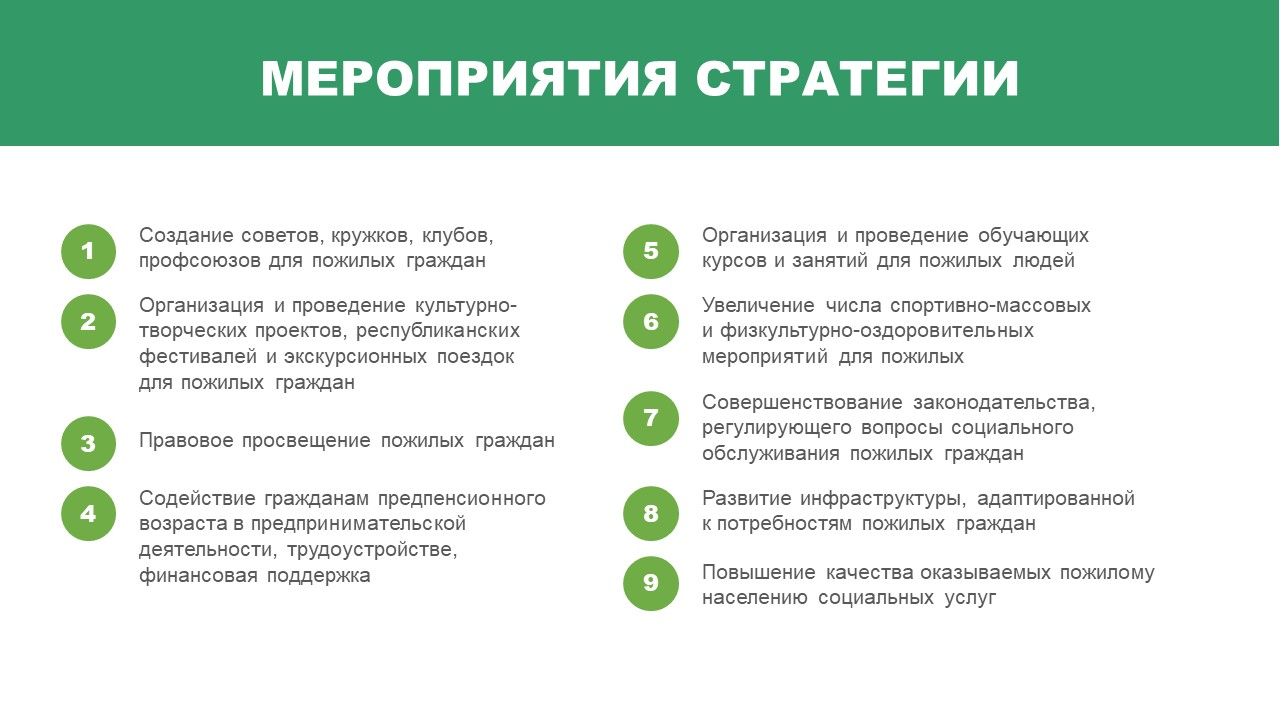 МЕРОПРИЯТИЯ СТРАТЕГИИ
1
Создание советов, кружков, клубов,
профсоюзов для пожилых граждан
2
Организация и проведение культурно-
творческих проектов, республиканских
фестивалей и экскурсионных поездок
для пожилых граждан
3
Правовое просвещение пожилых граждан
4
Содействие гражданам предпенсионного
возраста в предпринимательской
деятельности, трудоустройстве,
финансовая поддержка
5
Организация и проведение обучающих
курсов и занятий для пожилых людей
6
Увеличение числа спортивно-массовых
и физкультурно-оздоровительных
мероприятий для пожилых
7
Совершенствование законодательства,
регулирующего вопросы социального
обслуживания пожилых граждан
8
Развитие инфраструктуры, адаптированной
к потребностям пожилых граждан
9
Повышение качества оказываемых пожилому
населению социальных услуг